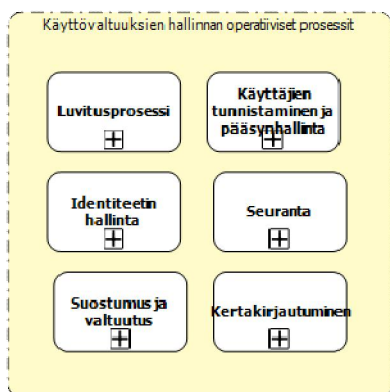 Käyttövaltuuksien hallinnan operatiiviset prosessit
Luvitusprosessi
Käyttäjien
tunnistaminen ja
pääsynhallinta
Identiteetin
hallinta
Seuranta
Suostumus ja
valtuutus
Kertakirjautuminen